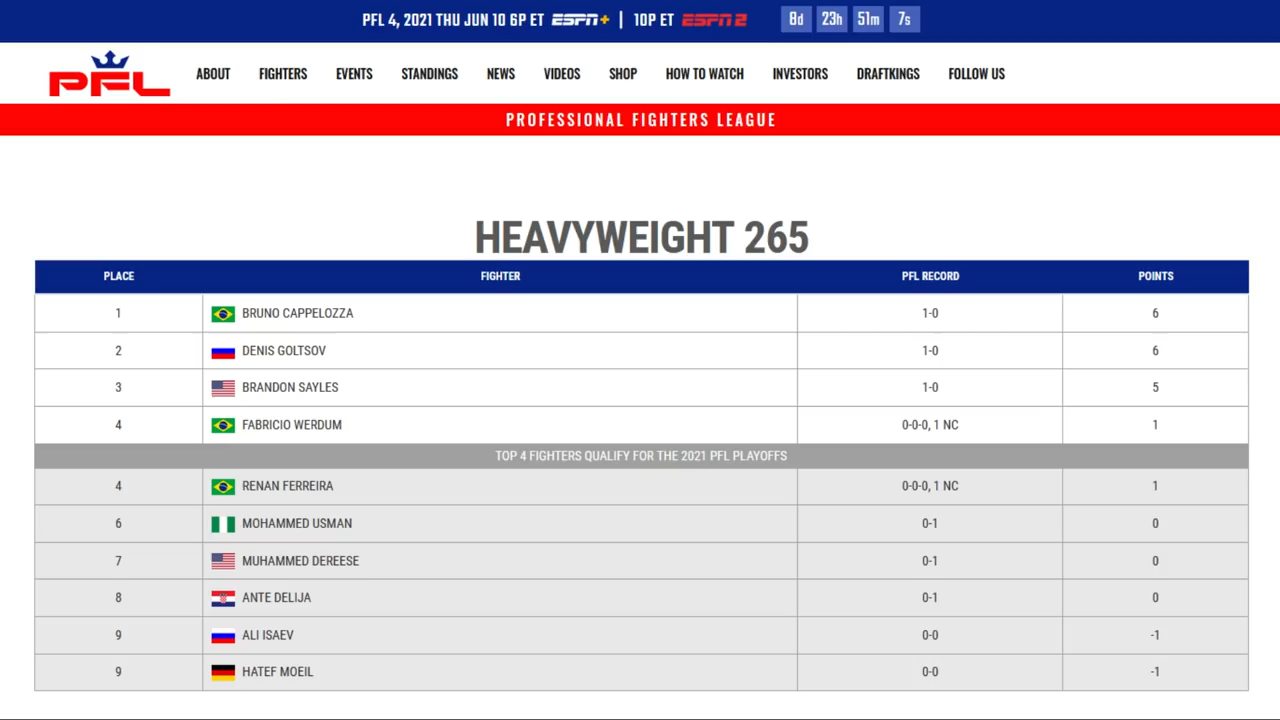 PFL 4, 2021 THU JUN 10 6P ET ESPN+ | 10P ET ESPN 2 8d 23h 51m 7s
PFL ABOUT FIGHTERS EVENTS STANDINGS NEWS VIDEOS SHOP HOW TO WATCH INVESTORS DRAFTKINGS FOLLOW US
PROFESSIONAL FIGHTERS LEAGUE
HEAVYWEIGHT 265
PLACE FIGHTER PFL RECORD POINTS
1 BRUNO CAPPELOZZA 1-0 6
2 DENIS GOLTSOV 1-0 6
3 BRANDON SAYLES 1-0 5
4 FABRICIO WERDUM 0-0-0, 1 NC 1
TOP 4 FIGHTERS QUALIFY FOR THE 2021 PFL PLAYOFFS
4 RENAN FERREIRA 0-0-0, 1 NC 1
6 MOHAMMED USMAN 0-1 0
7 MUHAMMED DEREESE 0-1 0
8 ANTE DELIJA 0-1 0
9 ALI ISAEV 0-0 -1
9 HATEF MOEIL 0-0 -1